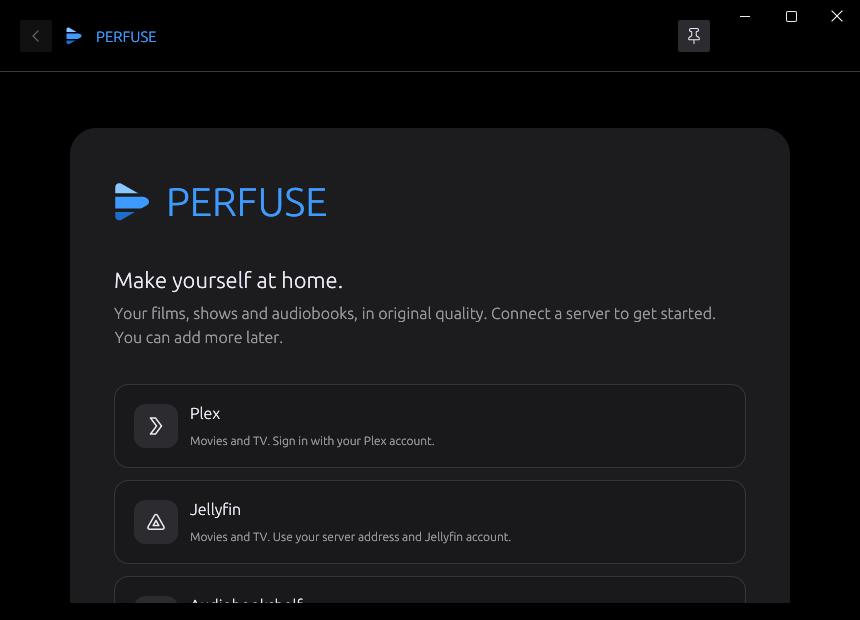 PERFUSE
PERFUSE
Make yourself at home.
Your films, shows and audiobooks, in original quality. Connect a server to get started.
You can add more later.
Plex
Movies and TV. Sign in with your Plex account.
Jellyfin
Movies and TV. Use your server address and Jellyfin account.
Audiobookshelf